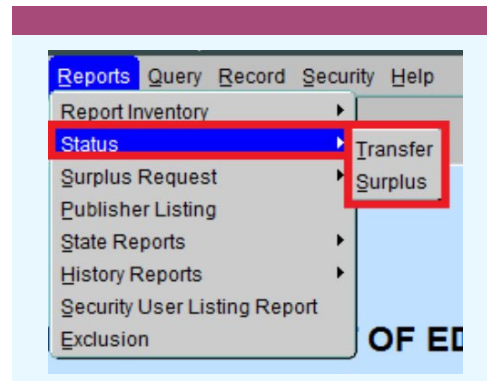 Reports Query Record Security Help
Report Inventory
Status
Transfer
Surplus Request
Surplus
Publisher Listing
State Reports
History Reports
Security User Listing Report
Exclusion
OF ED